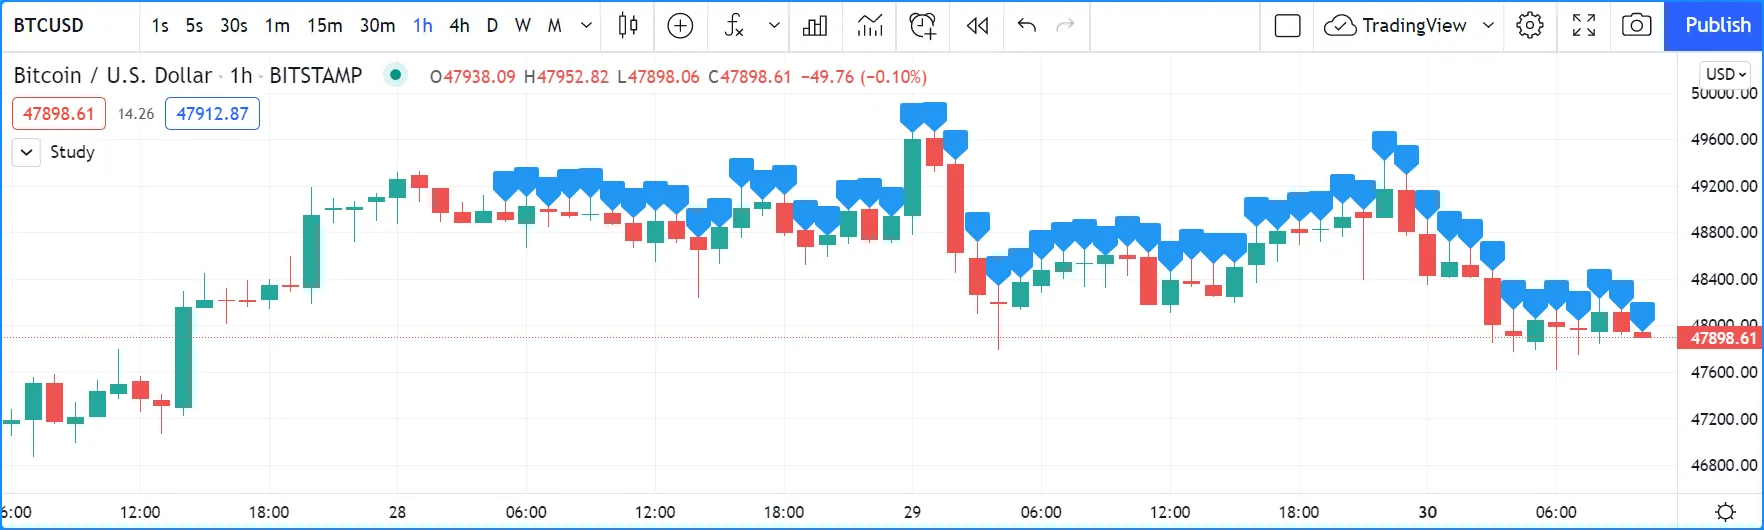 BTCUSD 1s 5s 30s 1m 15m 30m 1h 4h D W M fx TradingView Publish
Bitcoin / U.S. Dollar · 1h · BITSTAMP O47938.09 H47952.82 L47898.06 C47898.61 −49.76 (−0.10%) USD
47898.61 14.26 47912.87
Study
50000.00
49600.00
49200.00
48800.00
48400.00
48000.00
47898.61
47600.00
47200.00
46800.00
6:00 12:00 18:00 28 06:00 12:00 18:00 29 06:00 12:00 18:00 30 06:00